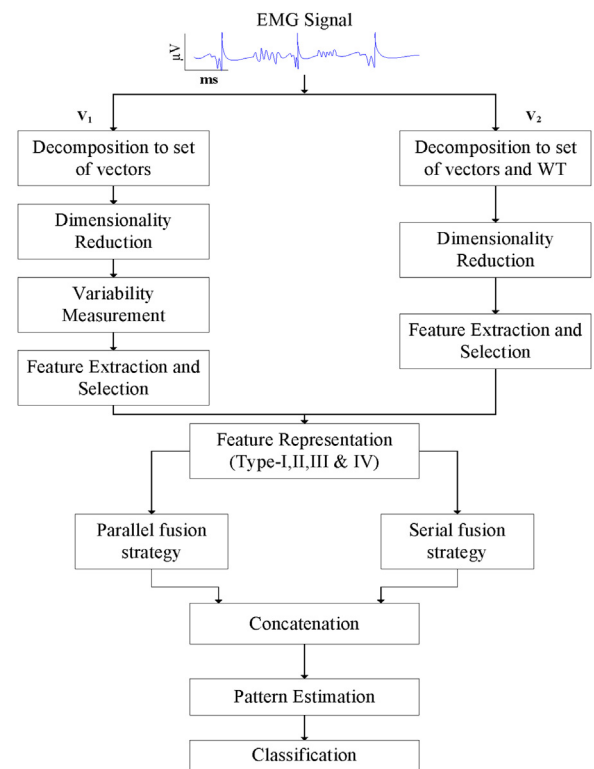 EMG Signal
µV
ms
V1
V2
Decomposition to set
of vectors
Decomposition to set
of vectors and WT
Dimensionality
Reduction
Dimensionality
Reduction
Variability
Measurement
Feature Extraction and
Selection
Feature Extraction and
Selection
Feature Representation
(Type-I,II,III & IV)
Parallel fusion
strategy
Serial fusion
strategy
Concatenation
Pattern Estimation
Classification